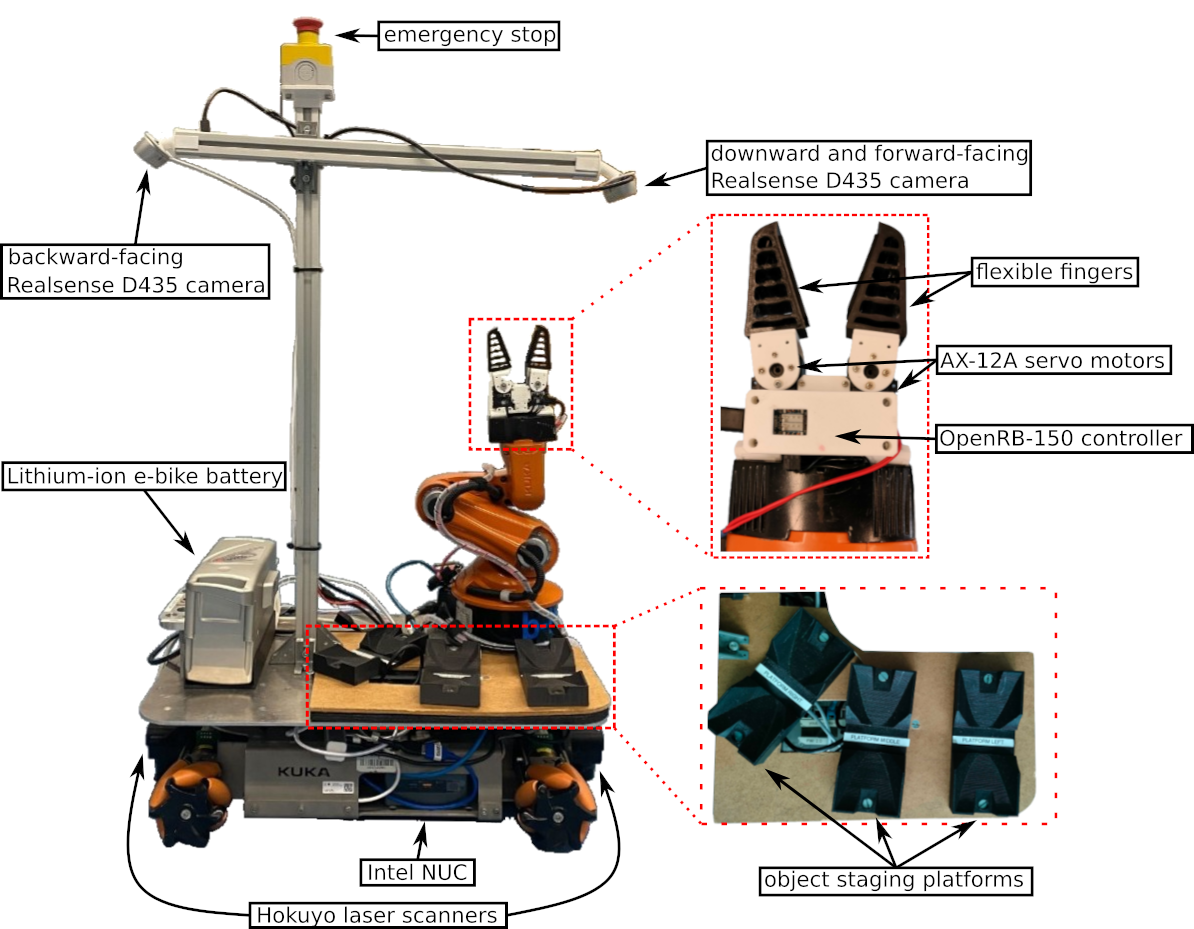 emergency stop
downward and forward-facing
Realsense D435 camera
backward-facing
Realsense D435 camera
flexible fingers
AX-12A servo motors
OpenRB-150 controller
Lithium-ion e-bike battery
KUKA
KUKA
PLATFORM MIDDLE
PLATFORM LEFT
Intel NUC
object staging platforms
Hokuyo laser scanners